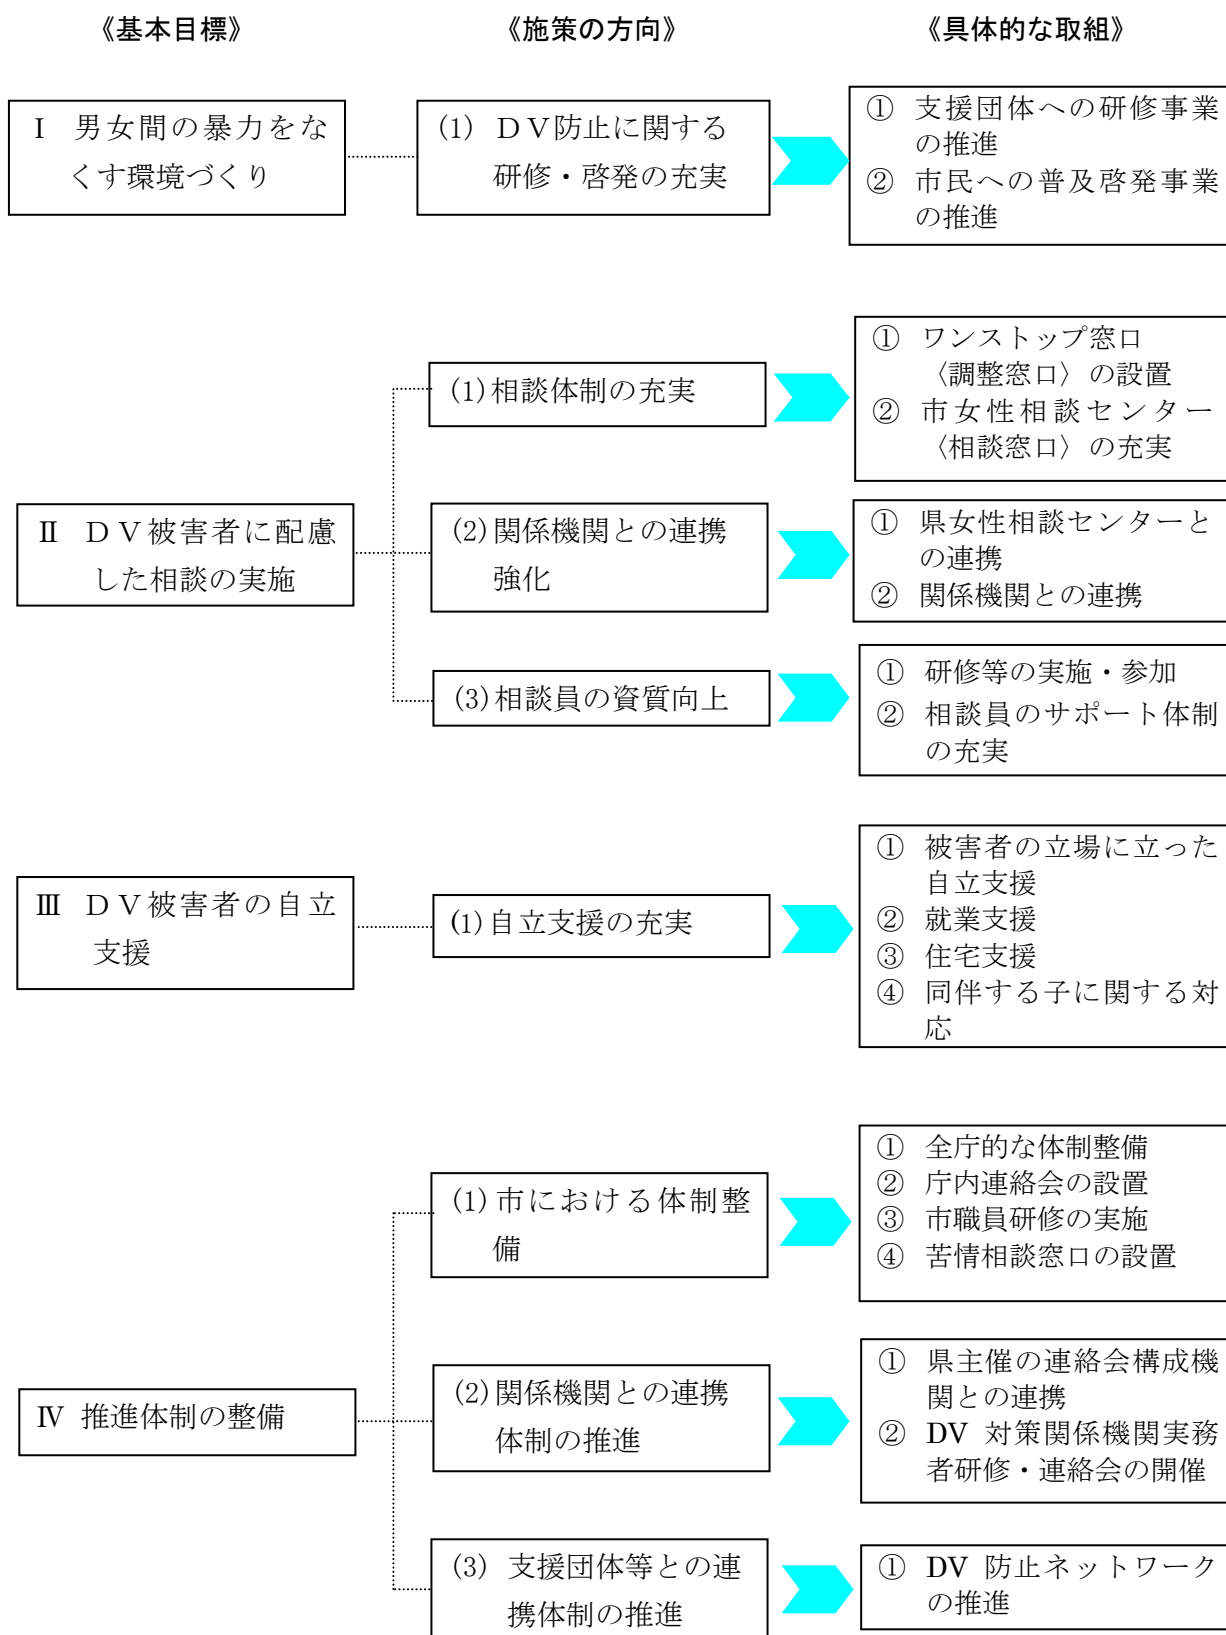 《基本目標》 《施策の方向》 《具体的な取組》
Ⅰ 男女間の暴力をな
くす環境づくり
(1) ＤＶ防止に関する
研修・啓発の充実
① 支援団体への研修事業
の推進
② 市民への普及啓発事業
の推進
Ⅱ ＤＶ被害者に配慮
した相談の実施
(1)相談体制の充実
① ワンストップ窓口
〈調整窓口〉の設置
② 市女性相談センター
〈相談窓口〉の充実
(2)関係機関との連携
強化
① 県女性相談センターと
の連携
② 関係機関との連携
(3)相談員の資質向上
① 研修等の実施・参加
② 相談員のサポート体制
の充実
Ⅲ ＤＶ被害者の自立
支援
(1)自立支援の充実
① 被害者の立場に立った
自立支援
② 就業支援
③ 住宅支援
④ 同伴する子に関する対
応
Ⅳ 推進体制の整備
(1)市における体制整
備
① 全庁的な体制整備
② 庁内連絡会の設置
③ 市職員研修の実施
④ 苦情相談窓口の設置
(2)関係機関との連携
体制の推進
① 県主催の連絡会構成機
関との連携
② DV 対策関係機関実務
者研修・連絡会の開催
(3) 支援団体等との連
携体制の推進
① DV 防止ネットワーク
の推進